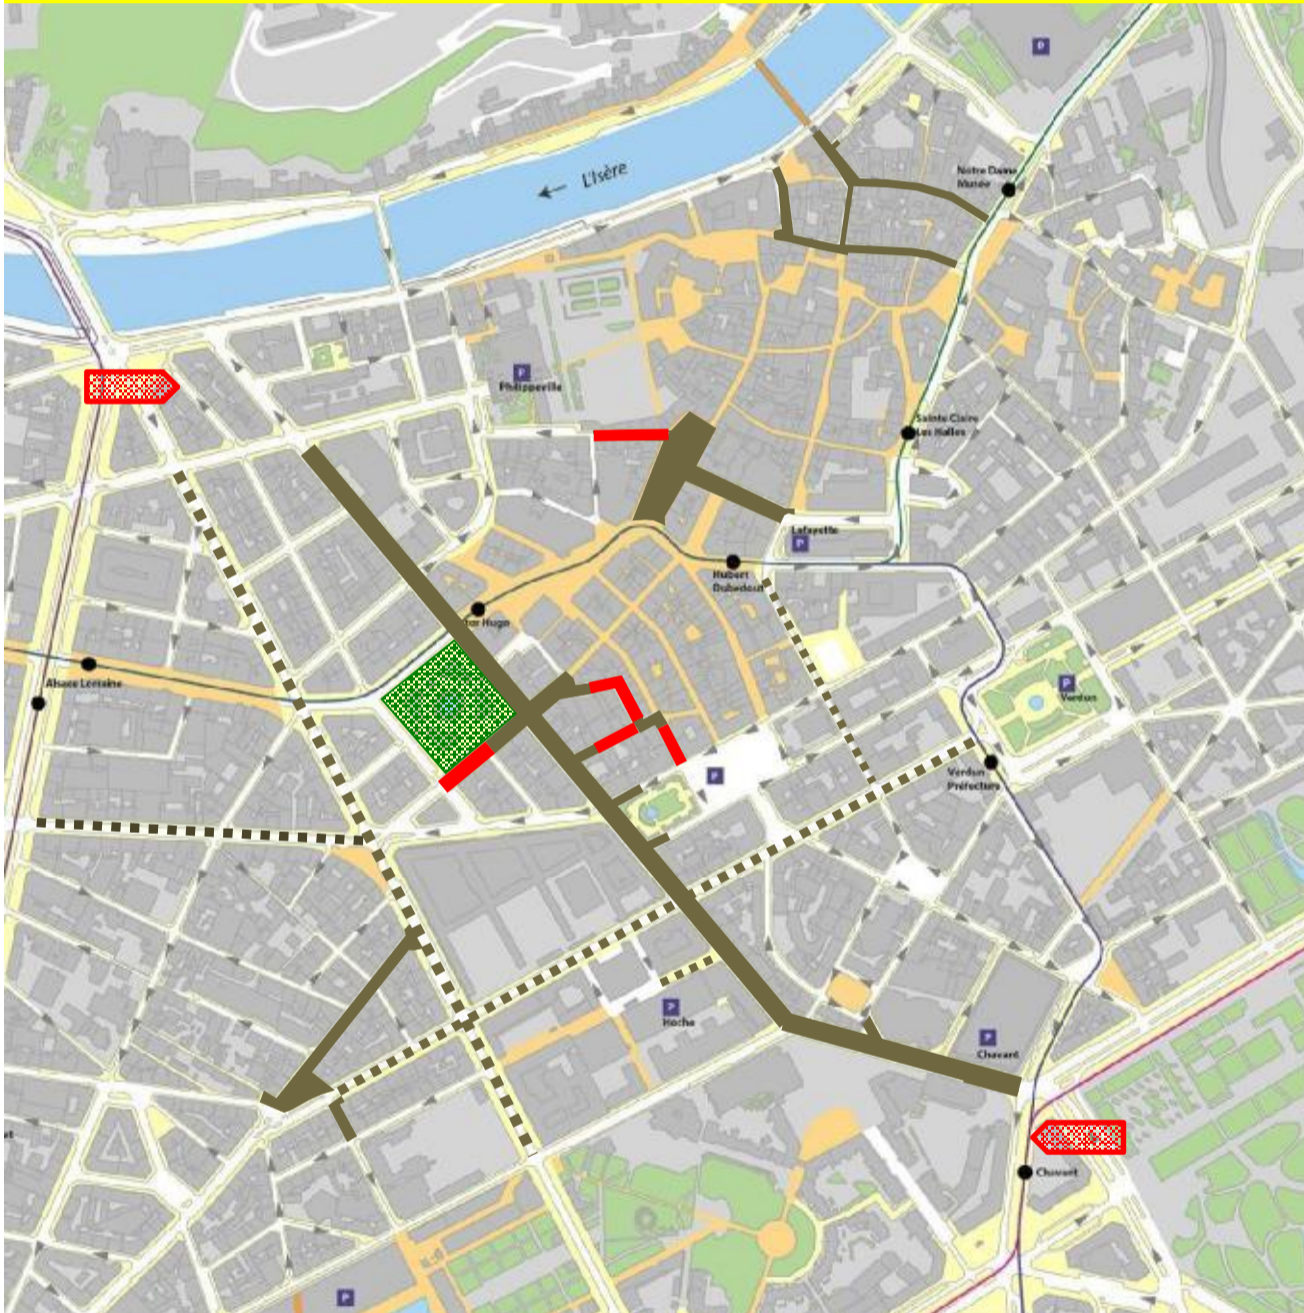 P
L'Isère
Notre Dame
Musée
P
Philippeville
Sainte Claire
Les Halles
Lafayette
P
Hubert
Dubedout
tor Hugo
Alsace Lorraine
P
Verdun
P
Verdun
Préfecture
P
Hoche
P
Chavant
Chavant
P